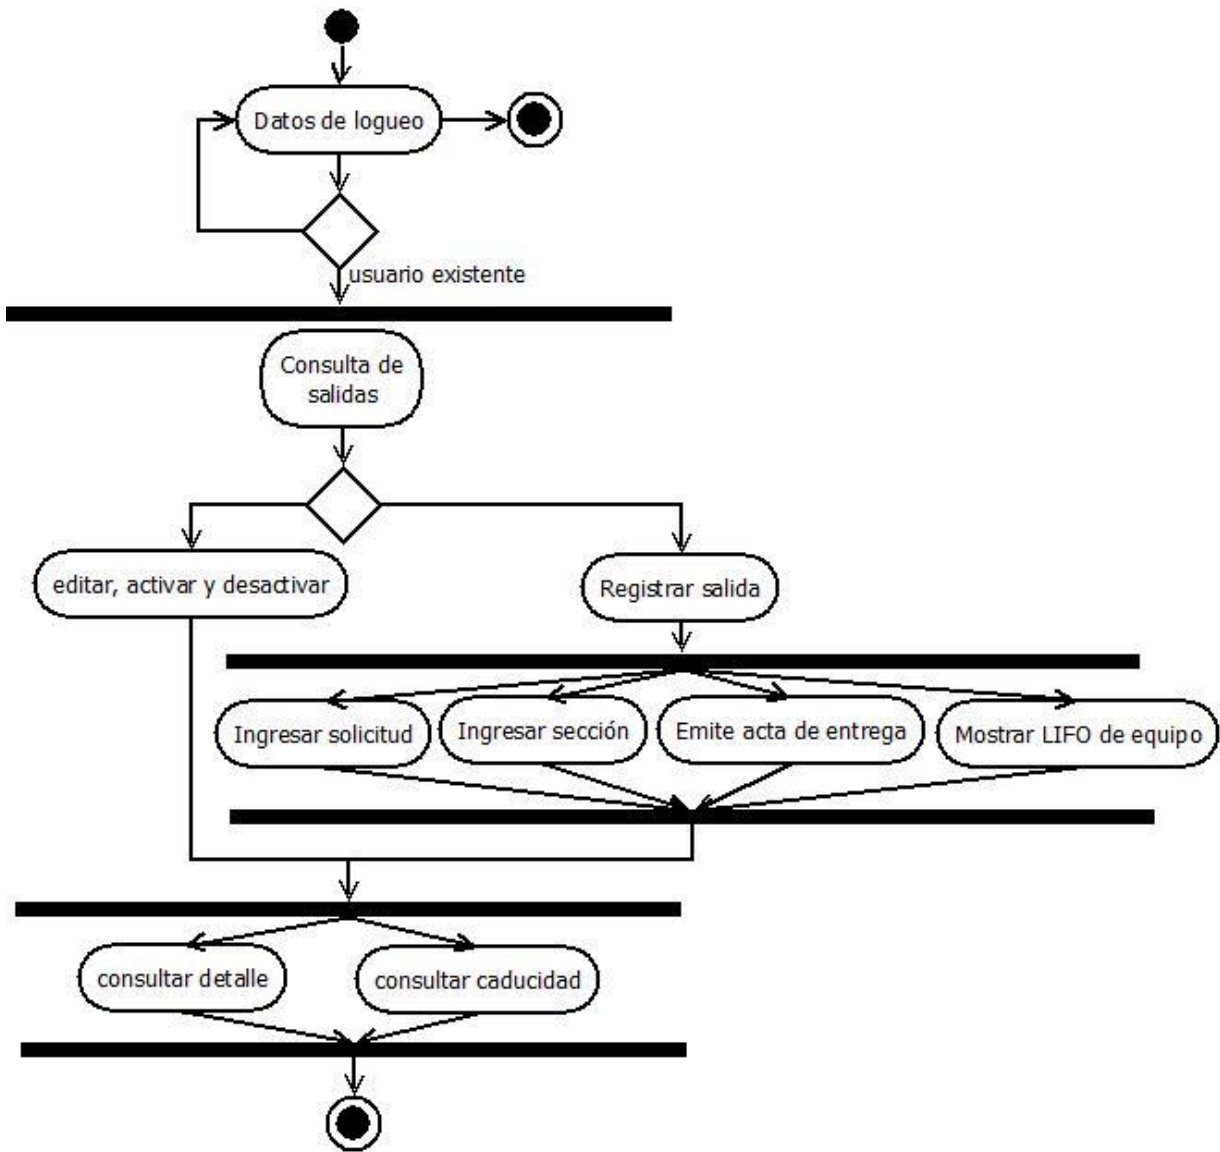 Datos de logueo
usuario existente
Consulta de
salidas
editar, activar y desactivar
Registrar salida
Ingresar solicitud
Ingresar sección
Emite acta de entrega
Mostrar LIFO de equipo
consultar detalle
consultar caducidad